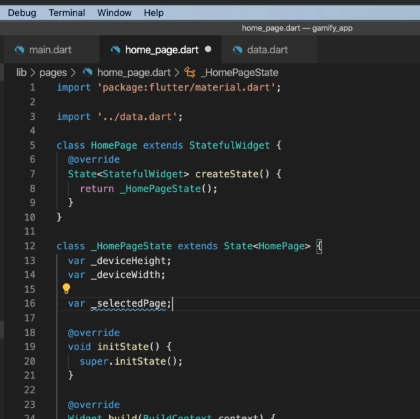 Debug Terminal Window Help
home_page.dart — gamify_app
main.dart home_page.dart data.dart
lib > pages > home_page.dart > _HomePageState
1 import 'package:flutter/material.dart';
2
3 import '../data.dart';
4
5 class HomePage extends StatefulWidget {
6 @override
7 State<StatefulWidget> createState() {
8 return _HomePageState();
9 }
10 }
11
12 class _HomePageState extends State<HomePage> {
13 var _deviceHeight;
14 var _deviceWidth;
15
16 var _selectedPage;
17
18 @override
19 void initState() {
20 super.initState();
21 }
22
23 @override
24 Widget build(BuildContext context) {